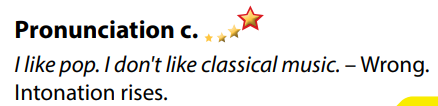 Pronunciation c.
I like pop. I don't like classical music. – Wrong.
Intonation rises.